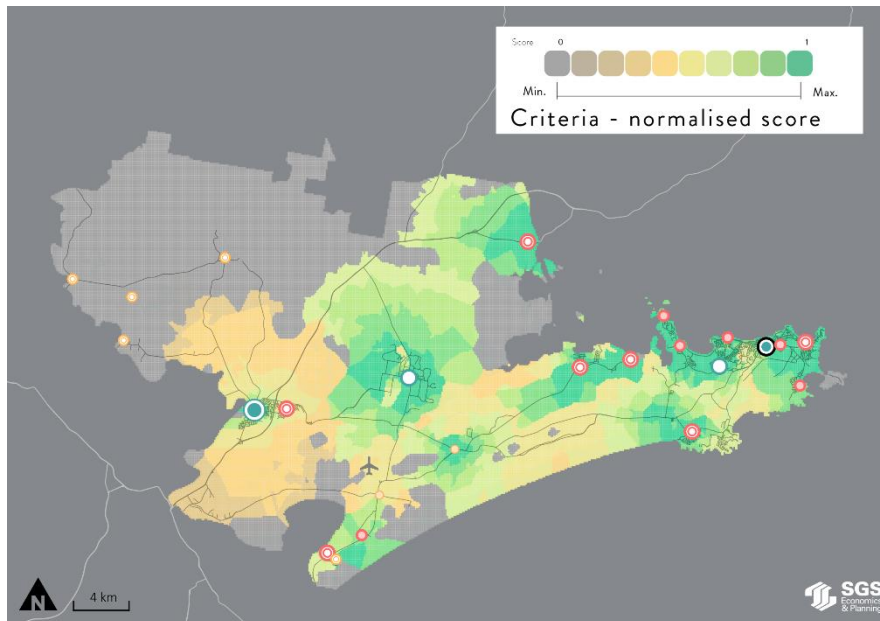 Score 0 1
Min. Max.
Criteria - normalised score
N
4 km
SGS
Economics
& Planning